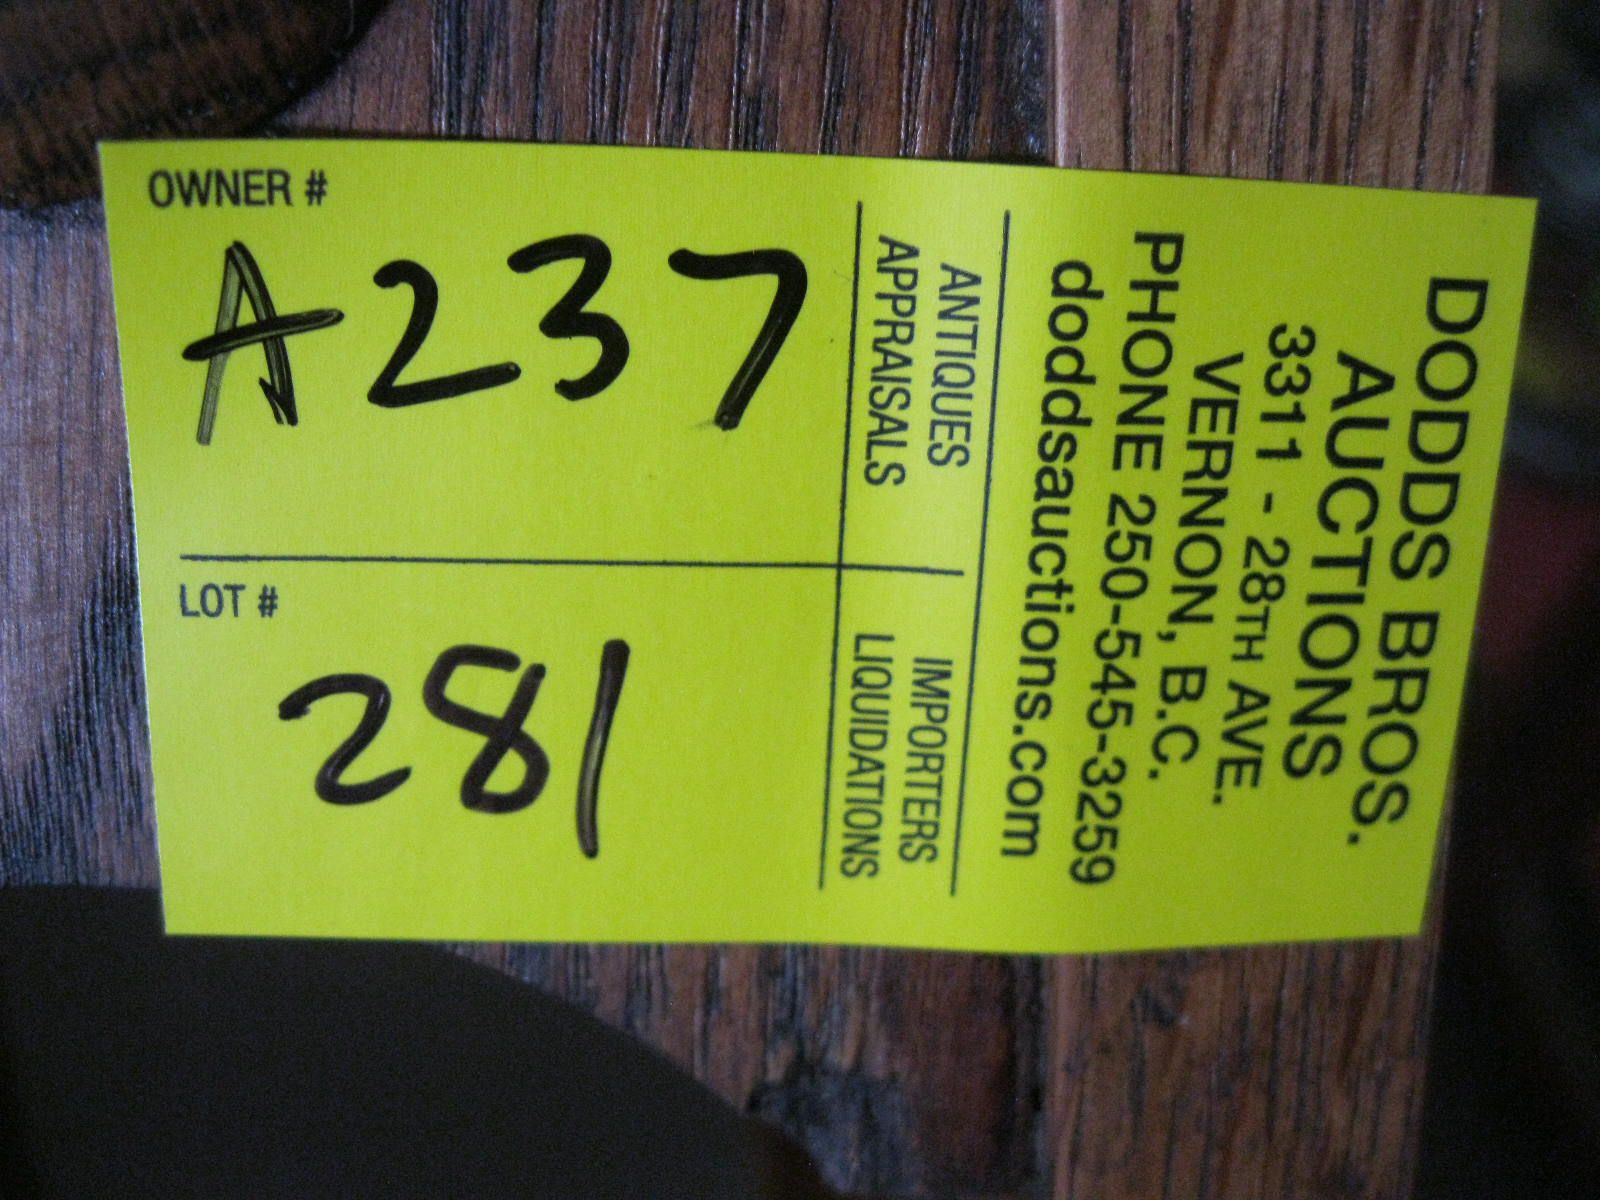 DODDS BROS.
AUCTIONS
3311 - 28TH AVE.
VERNON, B.C.
PHONE 250-545-3259
doddsauctions.com
ANTIQUES
APPRAISALS
IMPORTERS
LIQUIDATIONS
OWNER #
A237
LOT #
281